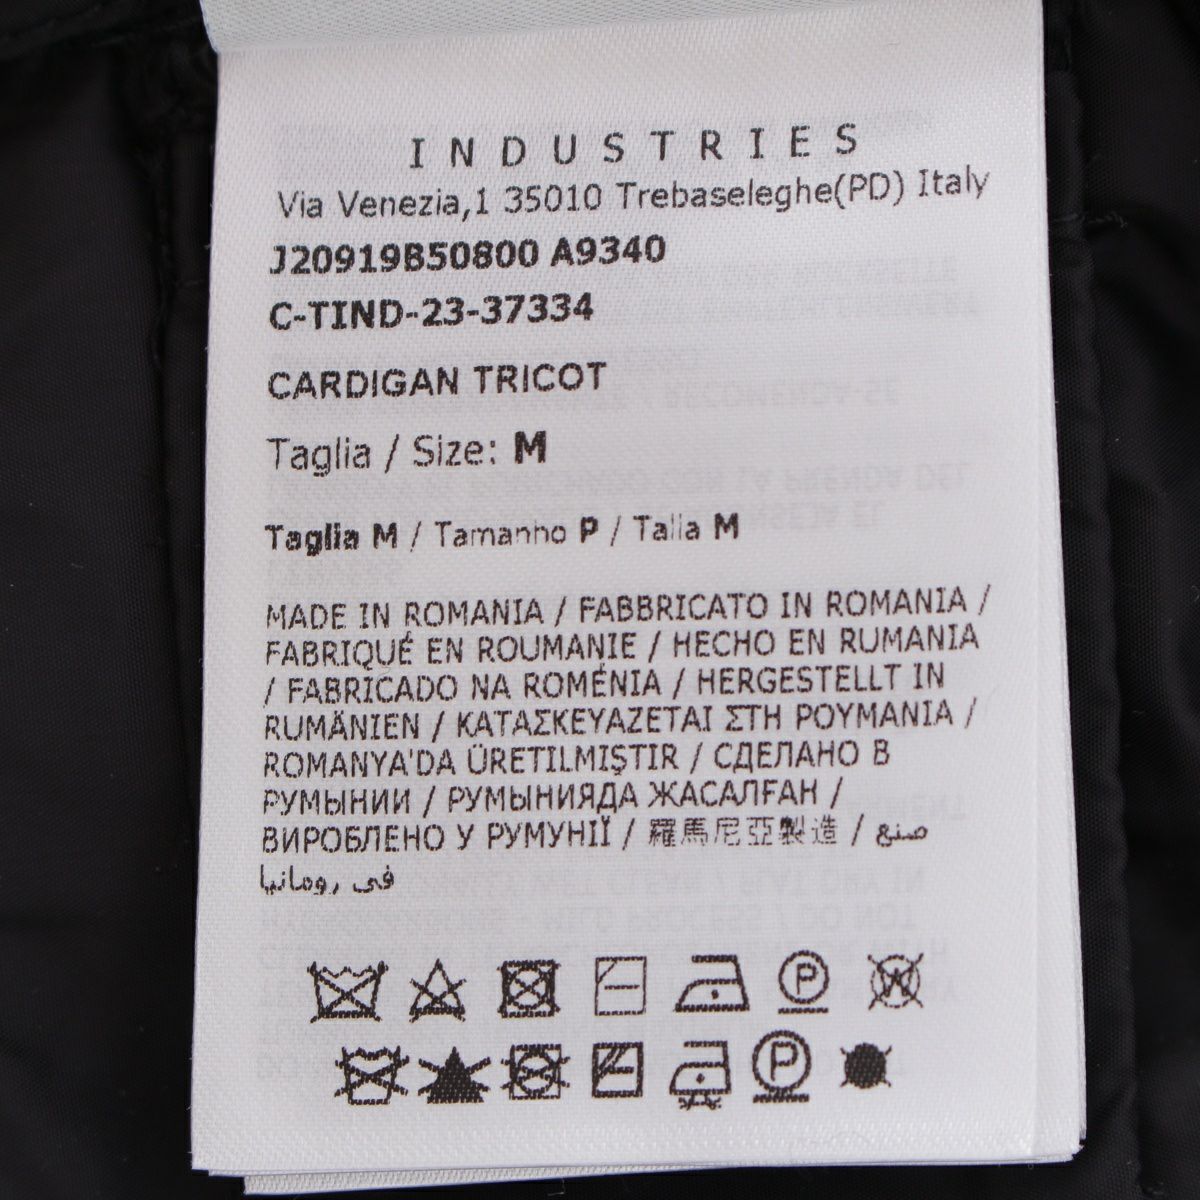 INDUSTRIES
Via Venezia,1 35010 Trebaseleghe(PD) Italy
J20919B50800 A9340
C-TIND-23-37334
CARDIGAN TRICOT
Taglia / Size: M
Taglia M / Tamanho P / Talla M
MADE IN ROMANIA / FABBRICATO IN ROMANIA /
FABRIQUÉ EN ROUMANIE / HECHO EN RUMANIA
/ FABRICADO NA ROMÉNIA / HERGESTELLT IN
RUMÄNIEN / ΚΑΤΑΣΚΕΥΑΖΕΤΑΙ ΣΤΗ ΡΟΥΜΑΝΙΑ /
ROMANYA'DA ÜRETILMIŞTIR / СДЕЛАНО В
РУМЫНИИ / РУМЫНИЯДА ЖАСАЛҒАН /
ВИРОБЛЕНО У РУМУНІЇ / 羅馬尼亞製造 / صنع
في رومانيا
P W
P